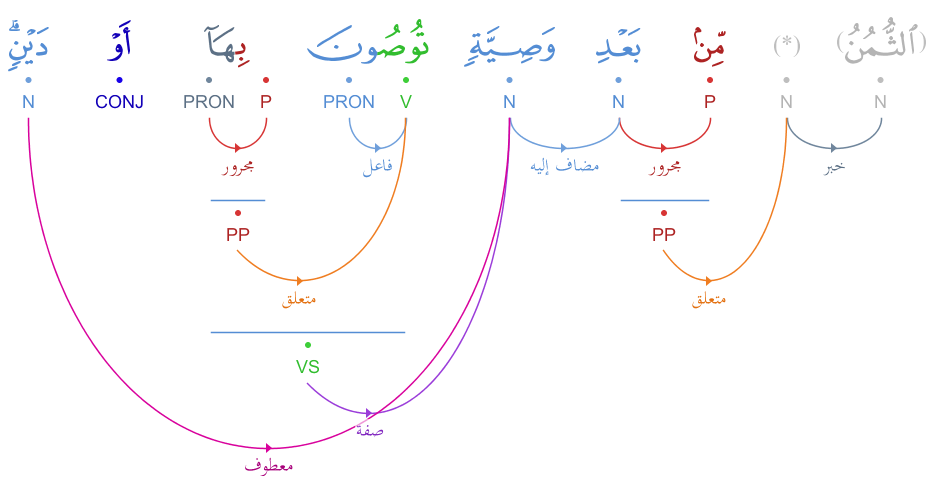 (ٱلثُّمُنُ) (*) مِّنۢ بَعْدِ وَصِيَّةٍ تُوصُونَ بِهَآ أَوْ دَيْنٍ ۗ
N N P N N V PRON P PRON CONJ N
خبر مجرور مضاف إليه فاعل مجرور
PP PP
متعلق متعلق
VS
صفة
معطوف